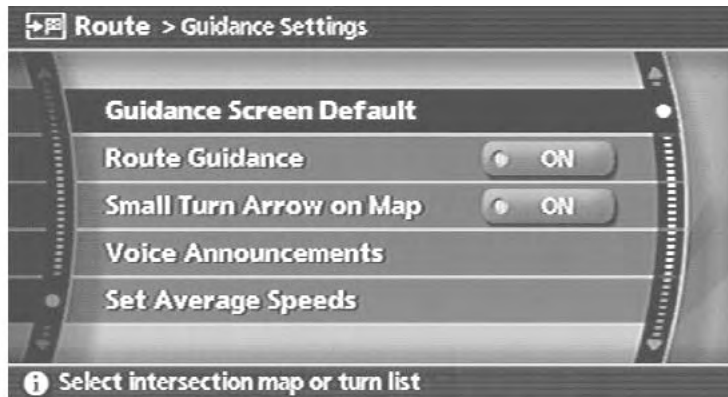 Route > Guidance Settings
Guidance Screen Default
Route Guidance ON
Small Turn Arrow on Map ON
Voice Announcements
Set Average Speeds
Select intersection map or turn list